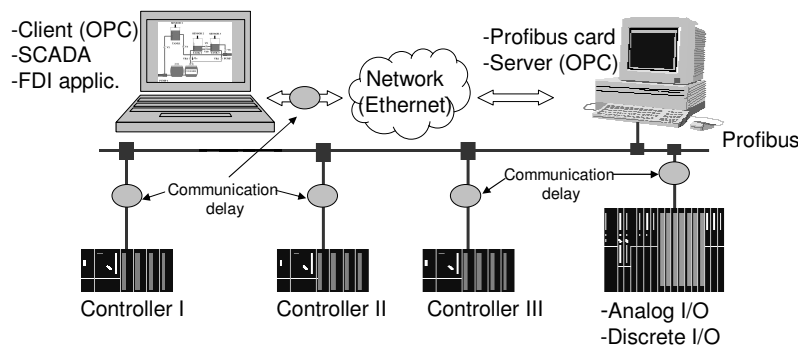 -Client (OPC)
-SCADA
-FDI applic.
Network
(Ethernet)
-Profibus card
-Server (OPC)
Profibus
Communication
delay
Communication
delay
Controller I
Controller II
Controller III
-Analog I/O
-Discrete I/O